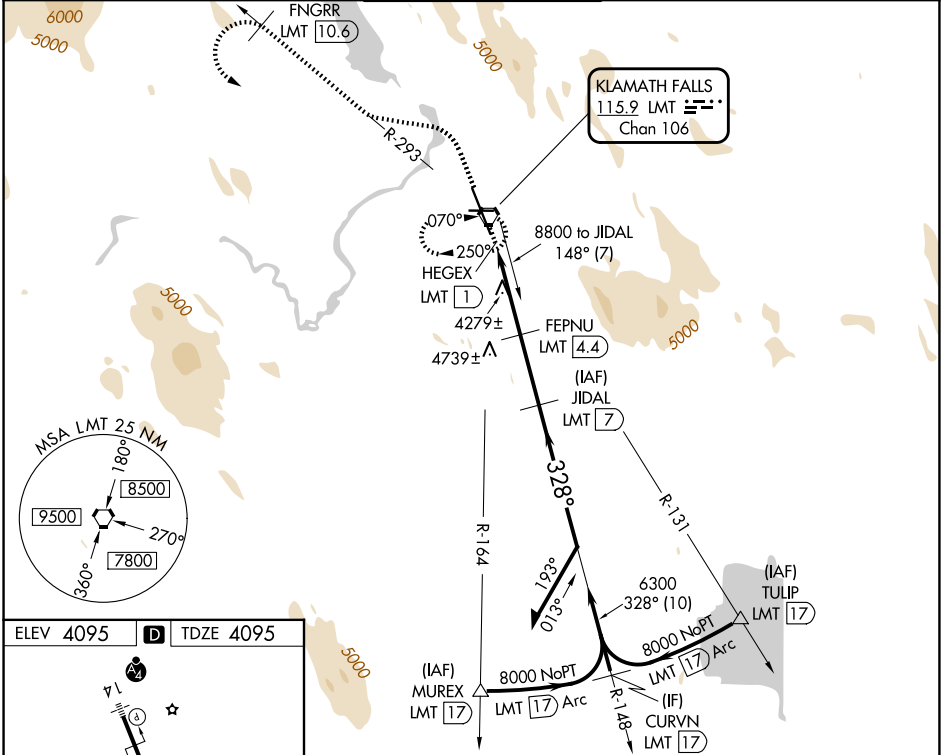 6000
5000
FNGRR
LMT 10.6
5000
KLAMATH FALLS
115.9 LMT
Chan 106
R-293
070°
250°
8800 to JIDAL
148° (7)
HEGEX
LMT 1
4279±
4739±
FEPNU
LMT 4.4
5000
5000
(IAF)
JIDAL
LMT 7
MSA LMT 25 NM
180°
8500
9500
270°
7800
360°
328°
R-164
R-131
193°
013°
6300
328° (10)
(IAF)
TULIP
LMT 17
8000 NoPT
LMT 17 Arc
(IAF)
MUREX
LMT 17
8000 NoPT
LMT 17 Arc
R-148
(IF)
CURVN
LMT 17
5000
ELEV 4095
D
TDZE 4095
A4
14
P